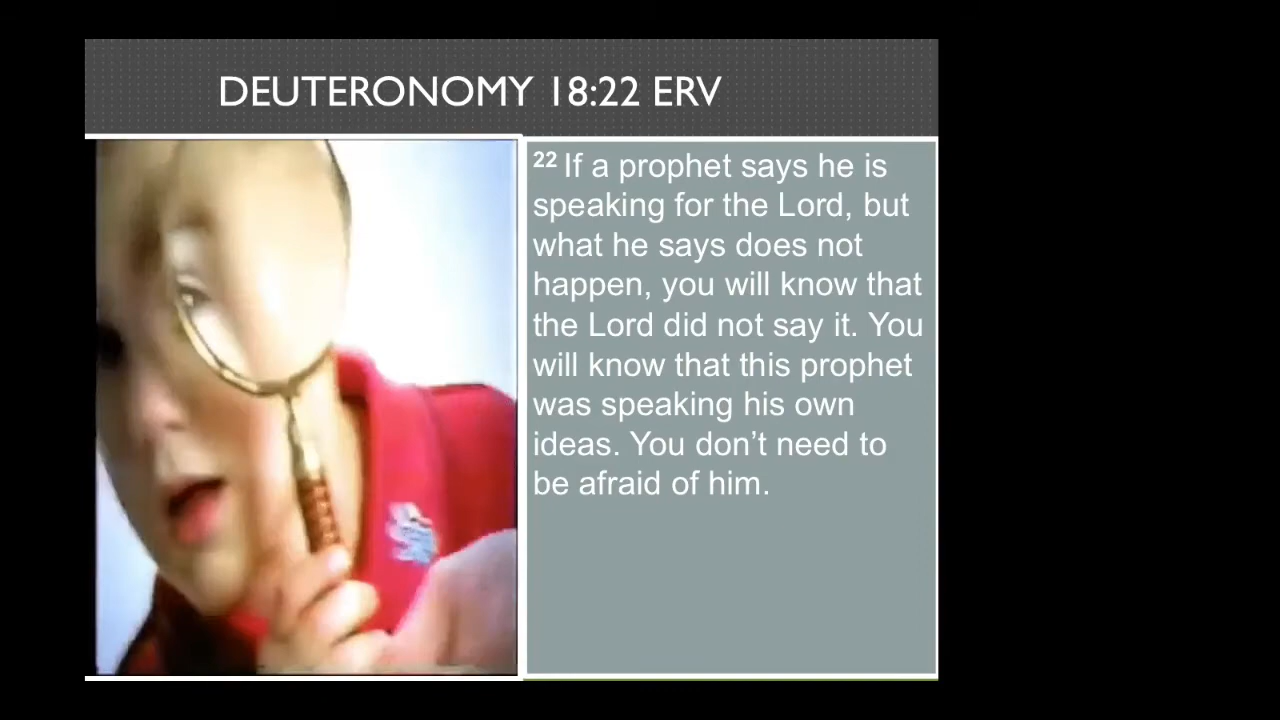 DEUTERONOMY 18:22 ERV
22 If a prophet says he is
speaking for the Lord, but
what he says does not
happen, you will know that
the Lord did not say it. You
will know that this prophet
was speaking his own
ideas. You don’t need to
be afraid of him.